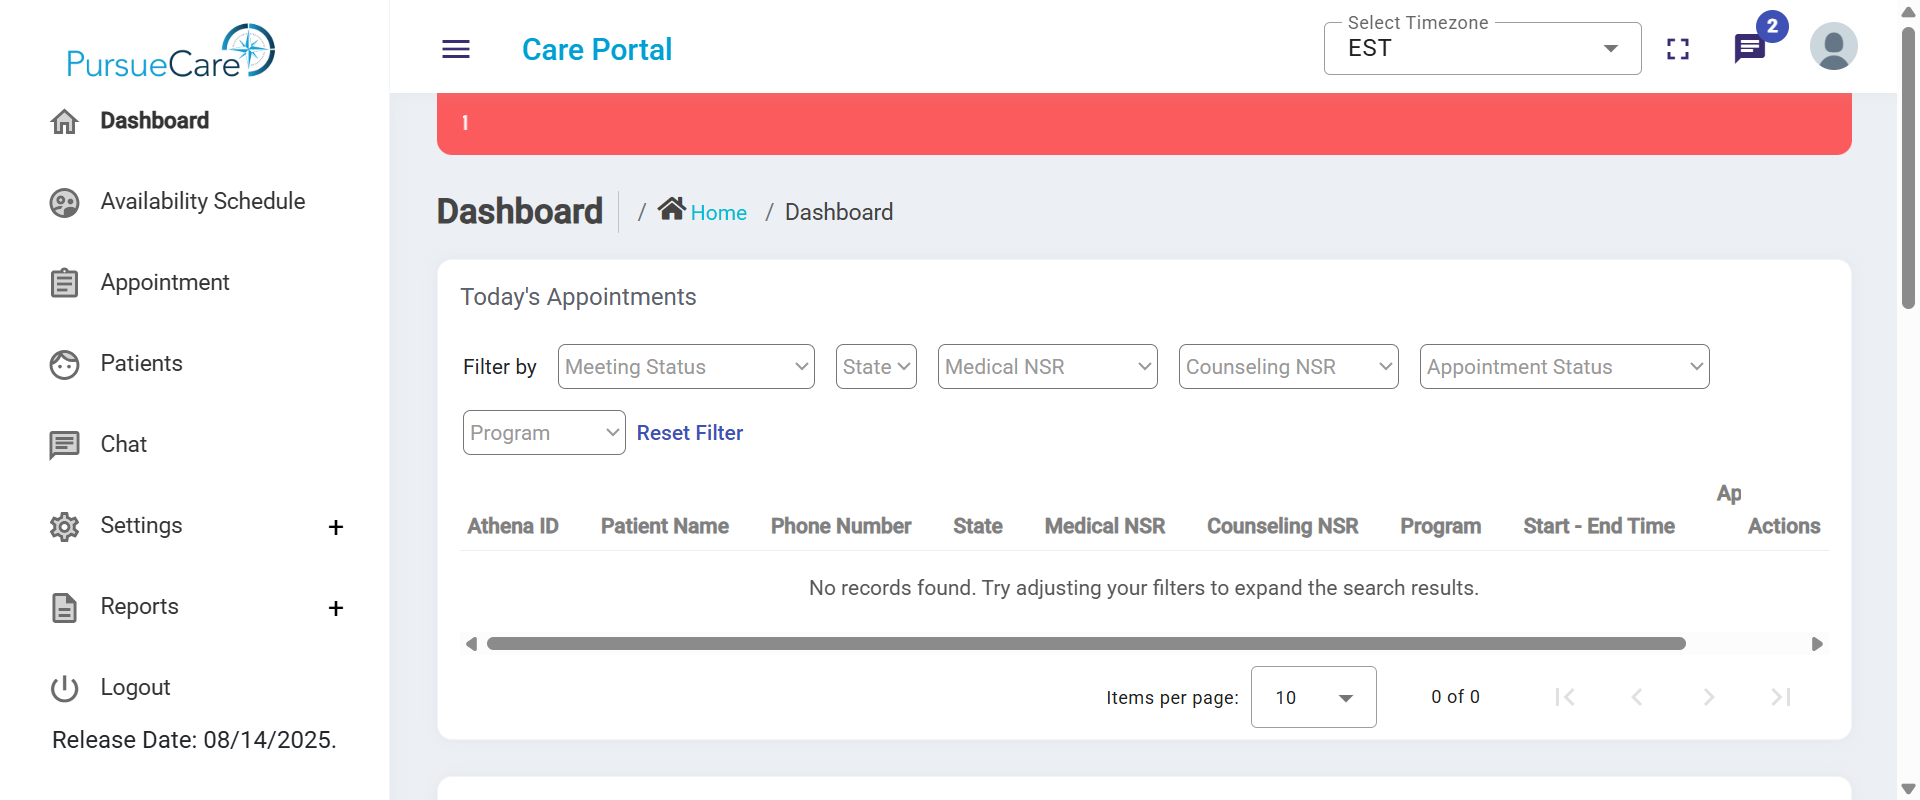 PursueCare
Dashboard
Availability Schedule
Appointment
Patients
Chat
Settings +
Reports +
Logout
Release Date: 08/14/2025.
Care Portal
Select Timezone
EST
2
1
Dashboard / Home / Dashboard
Today's Appointments
Filter by Meeting Status State Medical NSR Counseling NSR Appointment Status
Program Reset Filter
Athena ID Patient Name Phone Number State Medical NSR Counseling NSR Program Start - End Time Ap Actions
No records found. Try adjusting your filters to expand the search results.
Items per page: 10 0 of 0